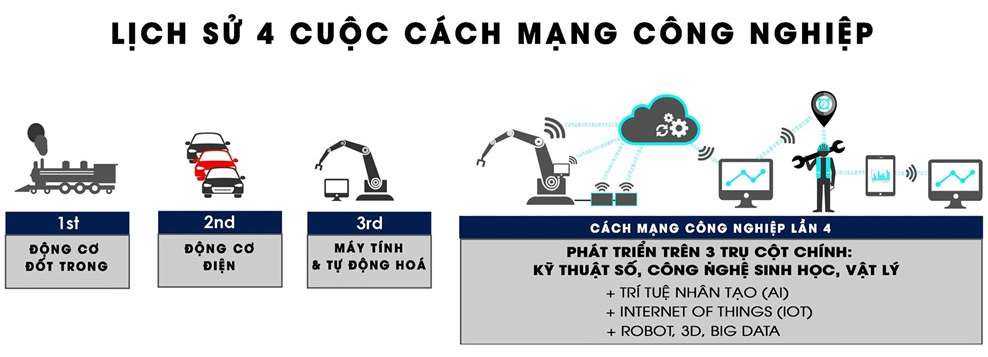 LỊCH SỬ 4 CUỘC CÁCH MẠNG CÔNG NGHIỆP
1st
ĐỘNG CƠ
ĐỐT TRONG
2nd
ĐỘNG CƠ
ĐIỆN
3rd
MÁY TÍNH
& TỰ ĐỘNG HOÁ
CÁCH MẠNG CÔNG NGHIỆP LẦN 4
PHÁT TRIỂN TRÊN 3 TRỤ CỘT CHÍNH:
KỸ THUẬT SỐ, CÔNG NGHỆ SINH HỌC, VẬT LÝ
+ TRÍ TUỆ NHÂN TẠO (AI)
+ INTERNET OF THINGS (IOT)
+ ROBOT, 3D, BIG DATA